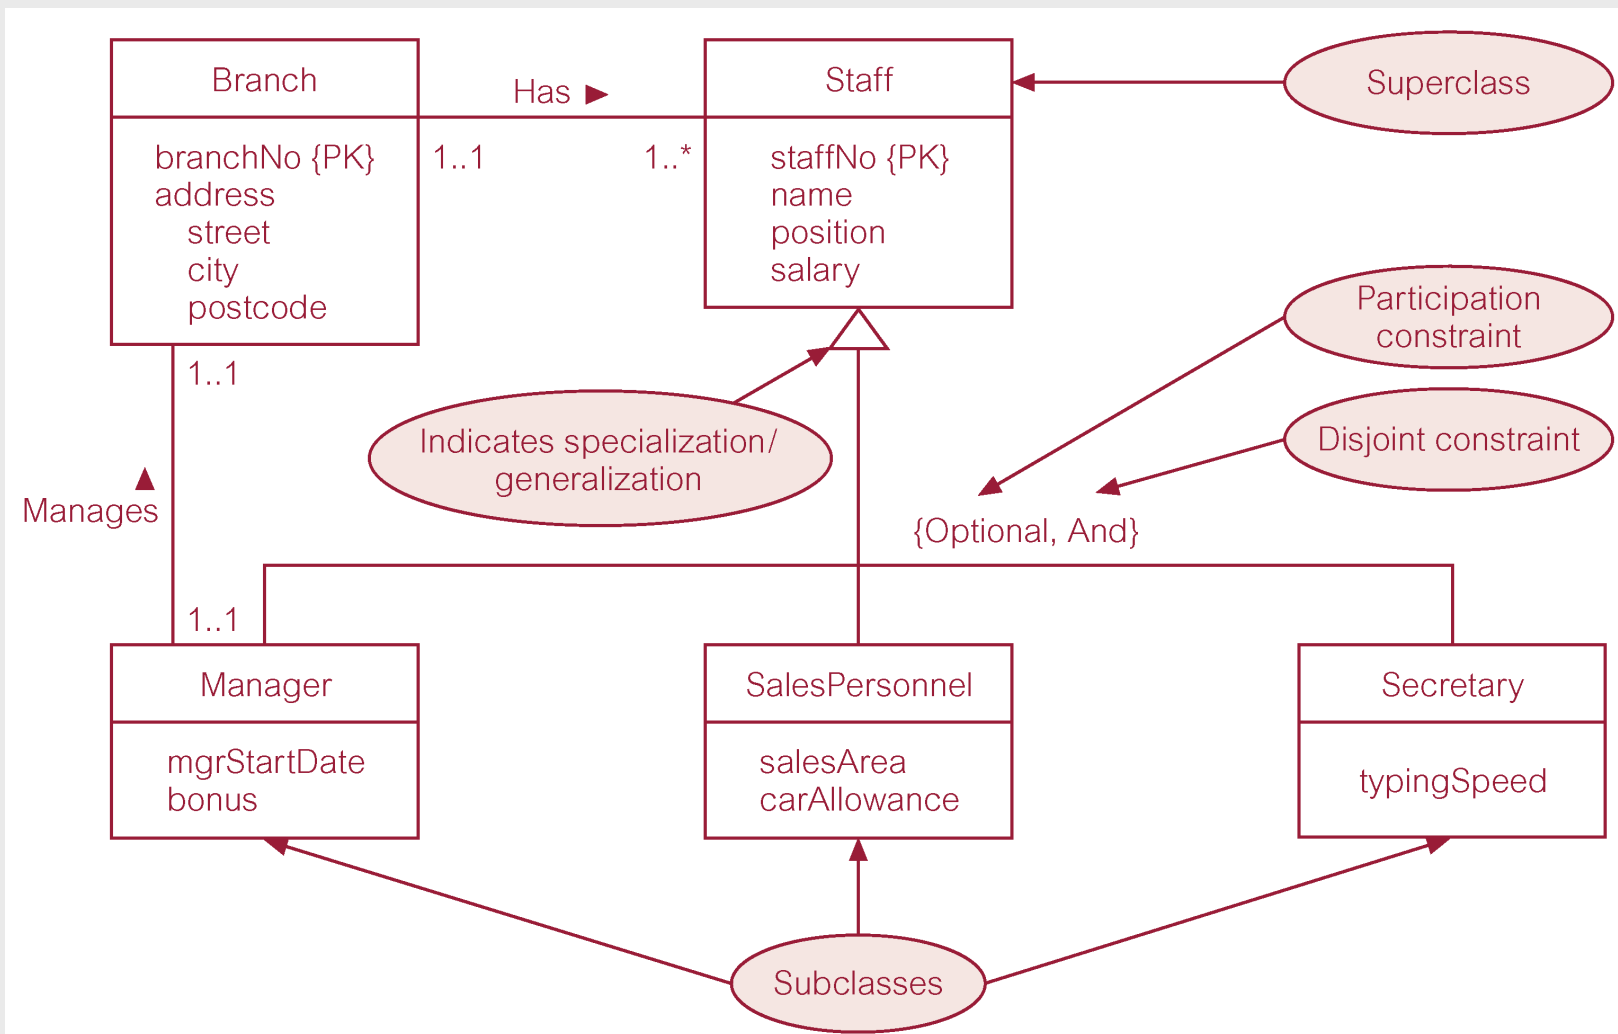 Branch
Has ▶
Staff
Superclass
branchNo {PK}
address
street
city
postcode
1..1
1..*
staffNo {PK}
name
position
salary
Participation
constraint
1..1
Indicates specialization/
generalization
Disjoint constraint
Manages
{Optional, And}
1..1
Manager
mgrStartDate
bonus
SalesPersonnel
salesArea
carAllowance
Secretary
typingSpeed
Subclasses